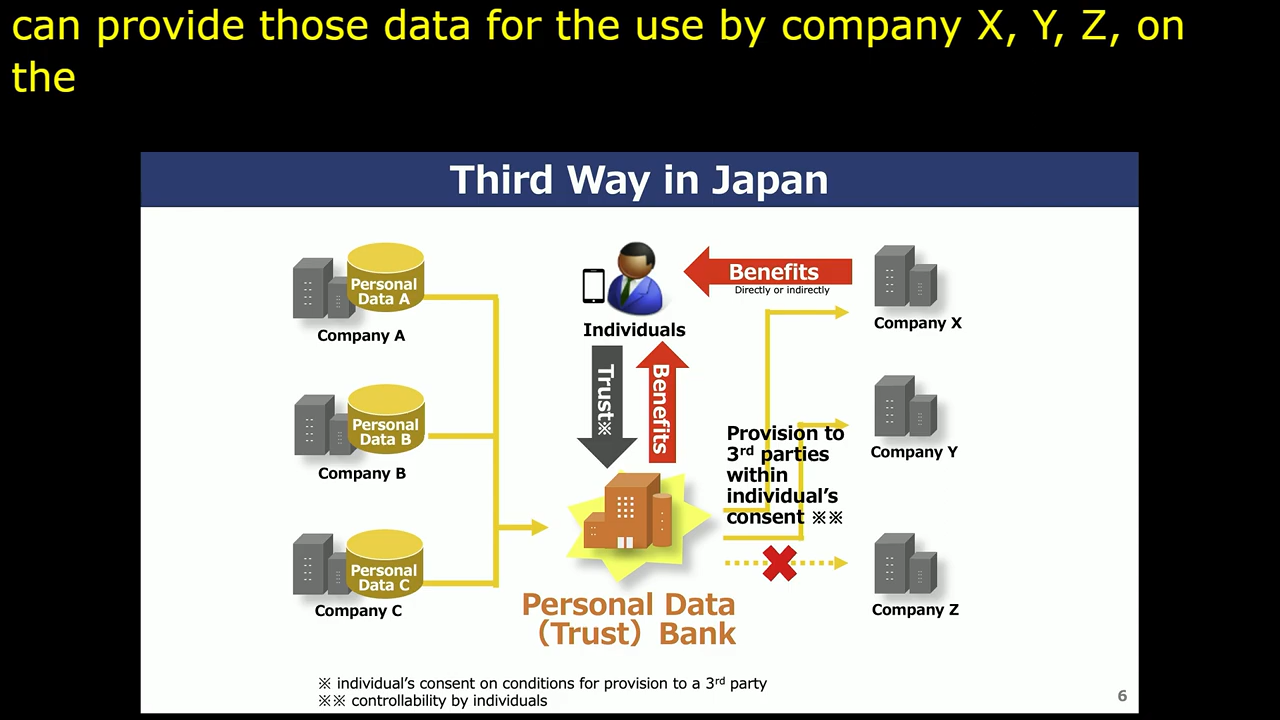 can provide those data for the use by company X, Y, Z, on
the
Third Way in Japan
Personal
Data A
Company A
Personal
Data B
Company B
Personal
Data C
Company C
Individuals
Benefits
Directly or indirectly
Trust※
Benefits
Personal Data
（Trust）Bank
Provision to
3rd parties
within
individual’s
consent ※※
Company X
Company Y
Company Z
※ individual’s consent on conditions for provision to a 3rd party
※※ controllability by individuals
6